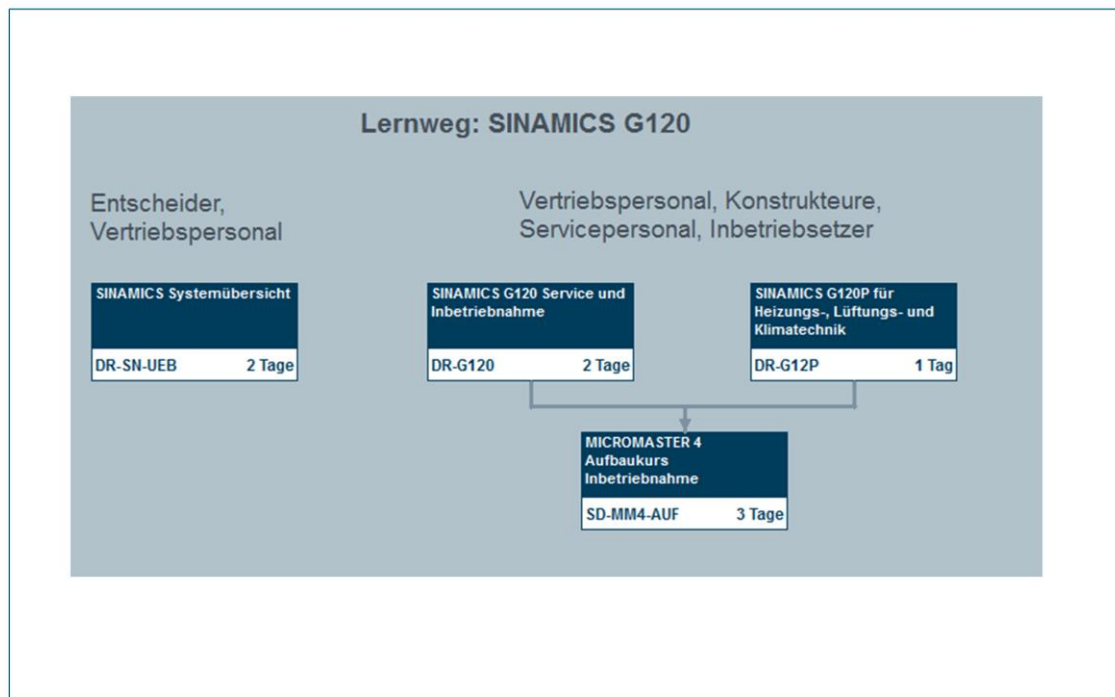 Lernweg: SINAMICS G120
Entscheider,
Vertriebspersonal
Vertriebspersonal, Konstrukteure,
Servicepersonal, Inbetriebsetzer
SINAMICS Systemübersicht
DR-SN-UEB 2 Tage
SINAMICS G120 Service und
Inbetriebnahme
DR-G120 2 Tage
SINAMICS G120P für
Heizungs-, Lüftungs- und
Klimatechnik
DR-G12P 1 Tag
MICROMASTER 4
Aufbaukurs
Inbetriebnahme
SD-MM4-AUF 3 Tage